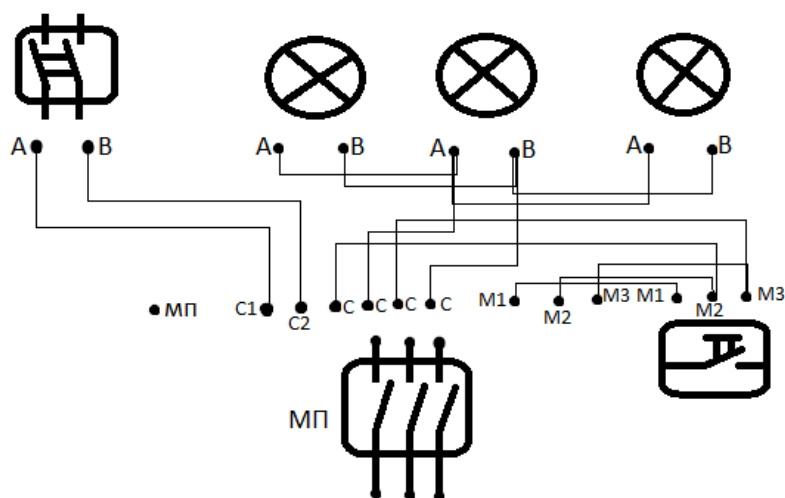 A B A B A B A B
МП C1 C2 C C C C M1 M2 M3 M1 M2 M3
МП